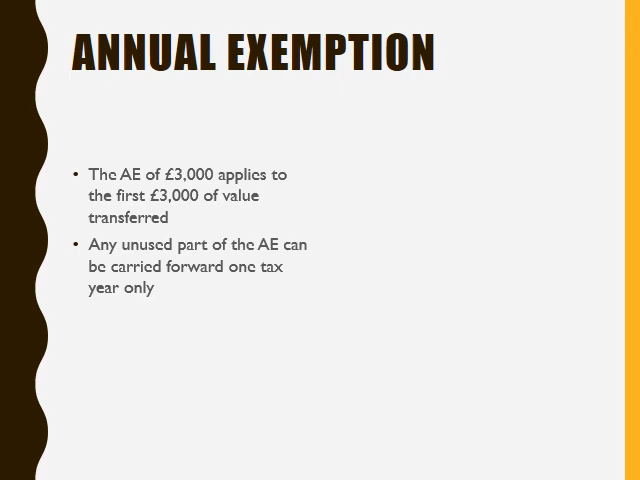 ANNUAL EXEMPTION
• The AE of £3,000 applies to
the first £3,000 of value
transferred
• Any unused part of the AE can
be carried forward one tax
year only